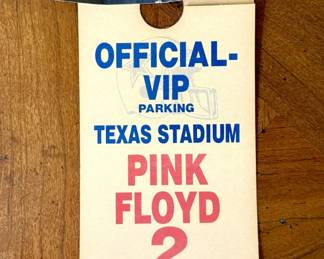 OFFICIAL-
VIP
PARKING
TEXAS STADIUM
PINK
FLOYD
2